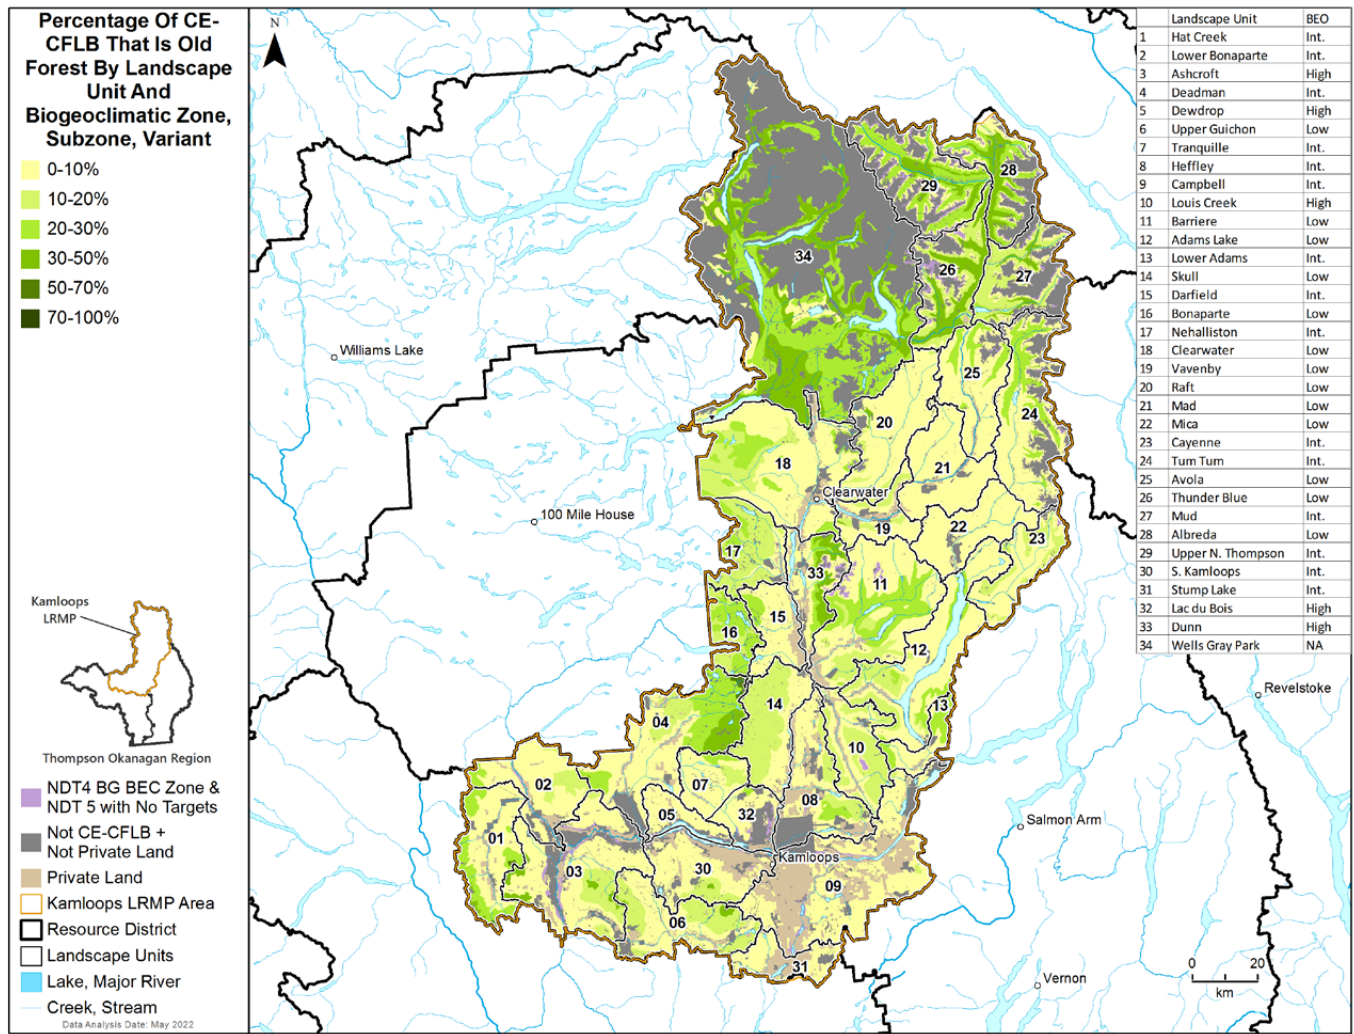 Percentage Of CE-
CFLB That Is Old
Forest By Landscape
Unit And
Biogeoclimatic Zone,
Subzone, Variant
0-10%
10-20%
20-30%
30-50%
50-70%
70-100%
Kamloops
LRMP
Thompson Okanagan Region
NDT4 BG BEC Zone &
NDT 5 with No Targets
Not CE-CFLB +
Not Private Land
Private Land
Kamloops LRMP Area
Resource District
Landscape Units
Lake, Major River
Creek, Stream
Data Analysis Date: May 2022
N
29
28
34
26
27
Williams Lake
25
20
24
18
21
Clearwater
100 Mile House
19
22
23
17
33
11
15
16
12
Revelstoke
14
13
04
10
02
07
08
05
32
Salmon Arm
01
Kamloops
03
30
09
06
31
Vernon
0 20
km
Landscape Unit BEO
1 Hat Creek Int.
2 Lower Bonaparte Int.
3 Ashcroft High
4 Deadman Int.
5 Dewdrop High
6 Upper Guichon Low
7 Tranquille Int.
8 Heffley Int.
9 Campbell Int.
10 Louis Creek High
11 Barriere Low
12 Adams Lake Low
13 Lower Adams Int.
14 Skull Low
15 Darfield Int.
16 Bonaparte Low
17 Nehalliston Int.
18 Clearwater Low
19 Vavenby Low
20 Raft Low
21 Mad Low
22 Mica Low
23 Cayenne Int.
24 Tum Tum Int.
25 Avola Low
26 Thunder Blue Low
27 Mud Int.
28 Albreda Low
29 Upper N. Thompson Int.
30 S. Kamloops Int.
31 Stump Lake Int.
32 Lac du Bois High
33 Dunn High
34 Wells Gray Park NA